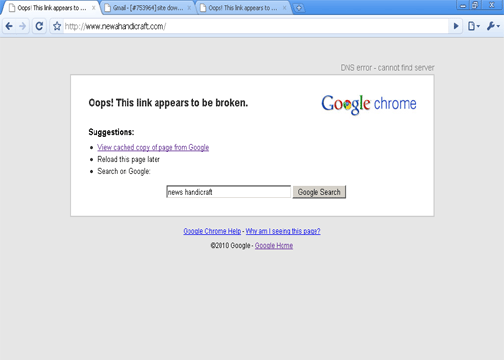 Oops! This link appears to ...
Gmail - [#753964] site dow...
Oops! This link appears to b...
http://www.newahandicraft.com/
DNS error - cannot find server
Oops! This link appears to be broken.
Google chrome
Suggestions:
View cached copy of page from Google
Reload this page later
Search on Google:
news handicraft
Google Search
Google Chrome Help - Why am I seeing this page?
©2010 Google - Google Home